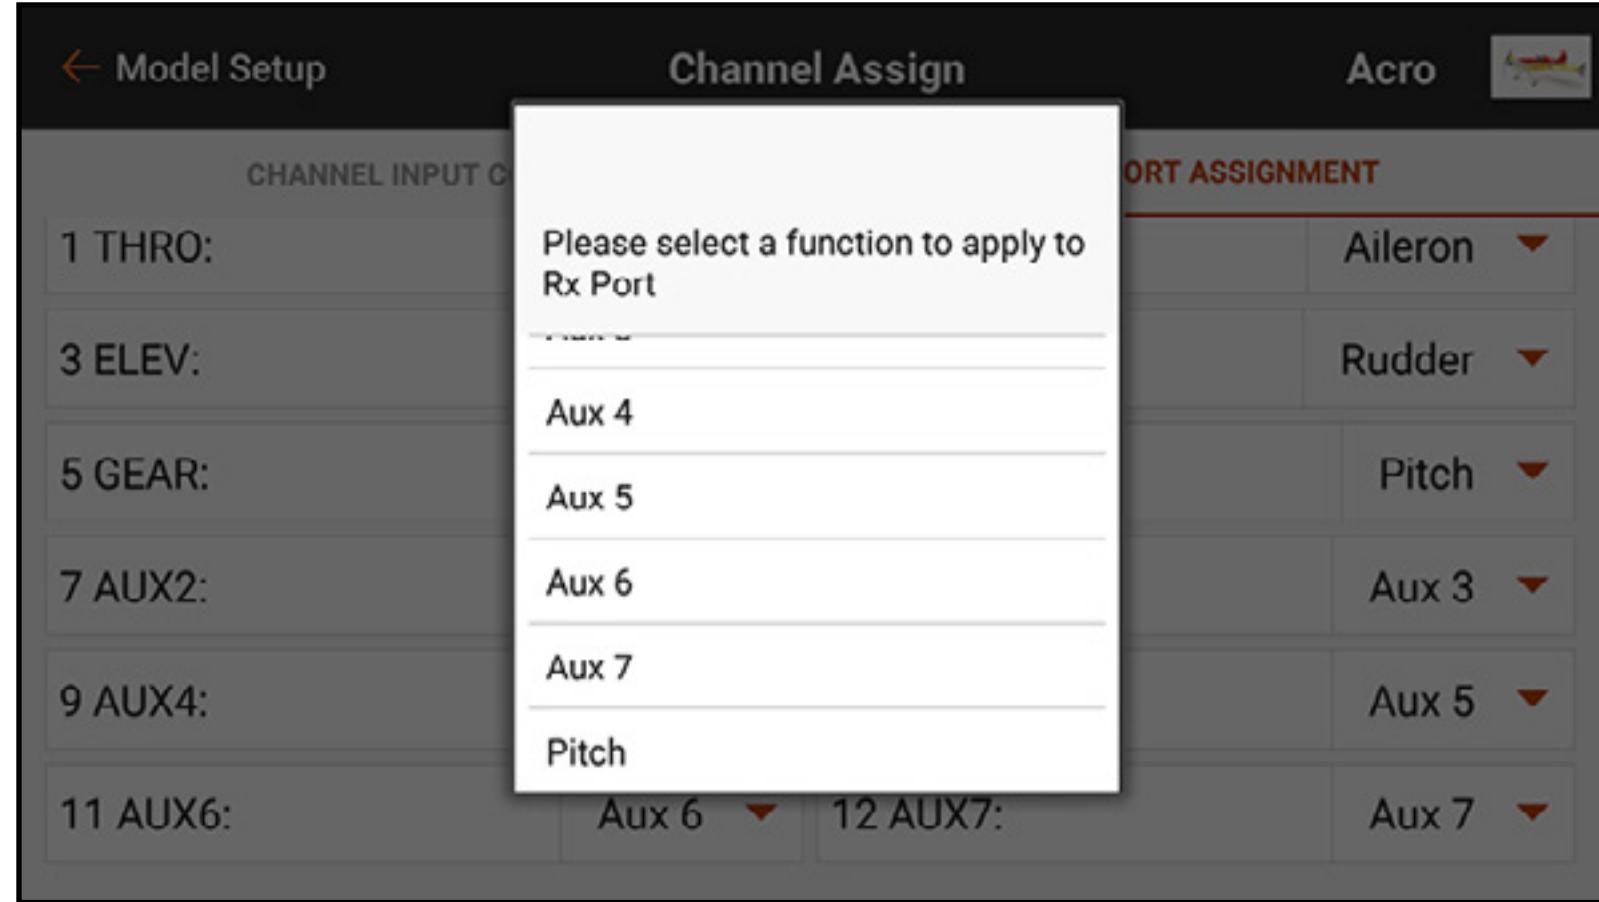 Model Setup
Channel Assign
Acro
CHANNEL INPUT
ORT ASSIGNMENT
Please select a function to apply to
Rx Port
Aux 4
Aux 5
Aux 6
Aux 7
Pitch
1 THRO:
Aileron
3 ELEV:
Rudder
5 GEAR:
Pitch
7 AUX2:
Aux 3
9 AUX4:
Aux 5
11 AUX6:
Aux 6
12 AUX7:
Aux 7